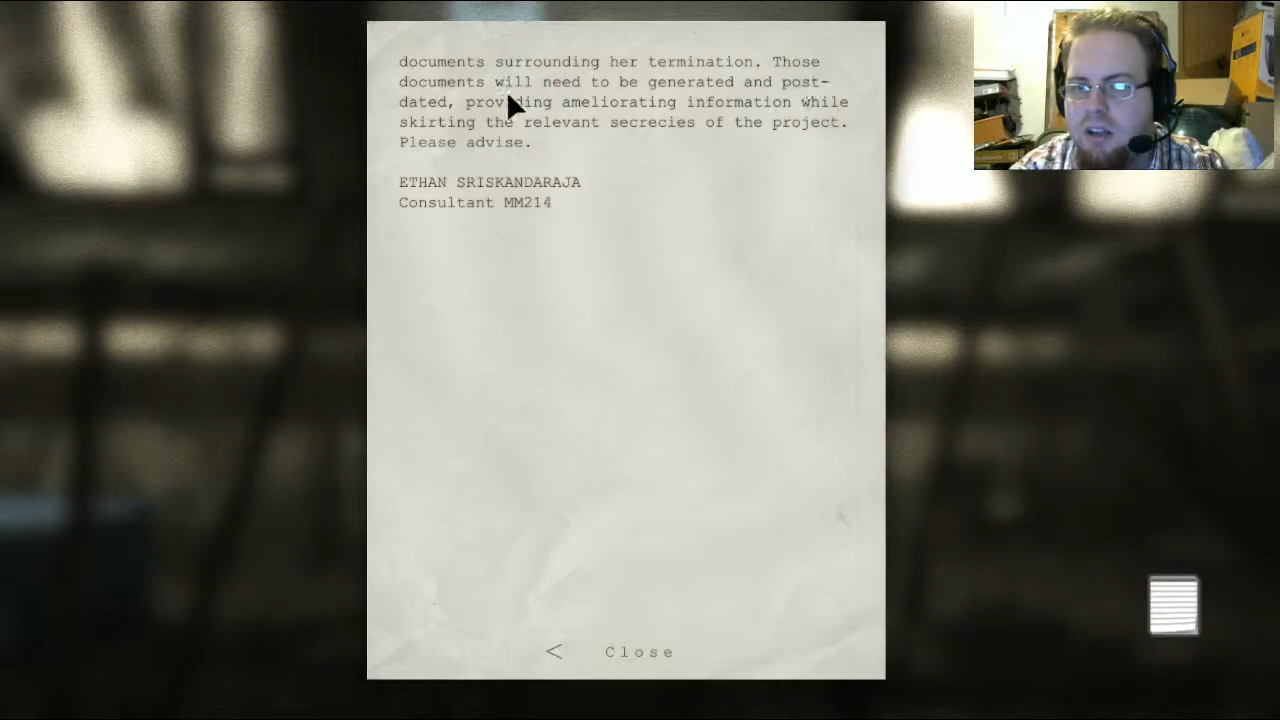 documents surrounding her termination. Those
documents will need to be generated and post-
dated, providing ameliorating information while
skirting the relevant secrecies of the project.
Please advise.
ETHAN SRISKANDARAJA
Consultant MM214
< Close